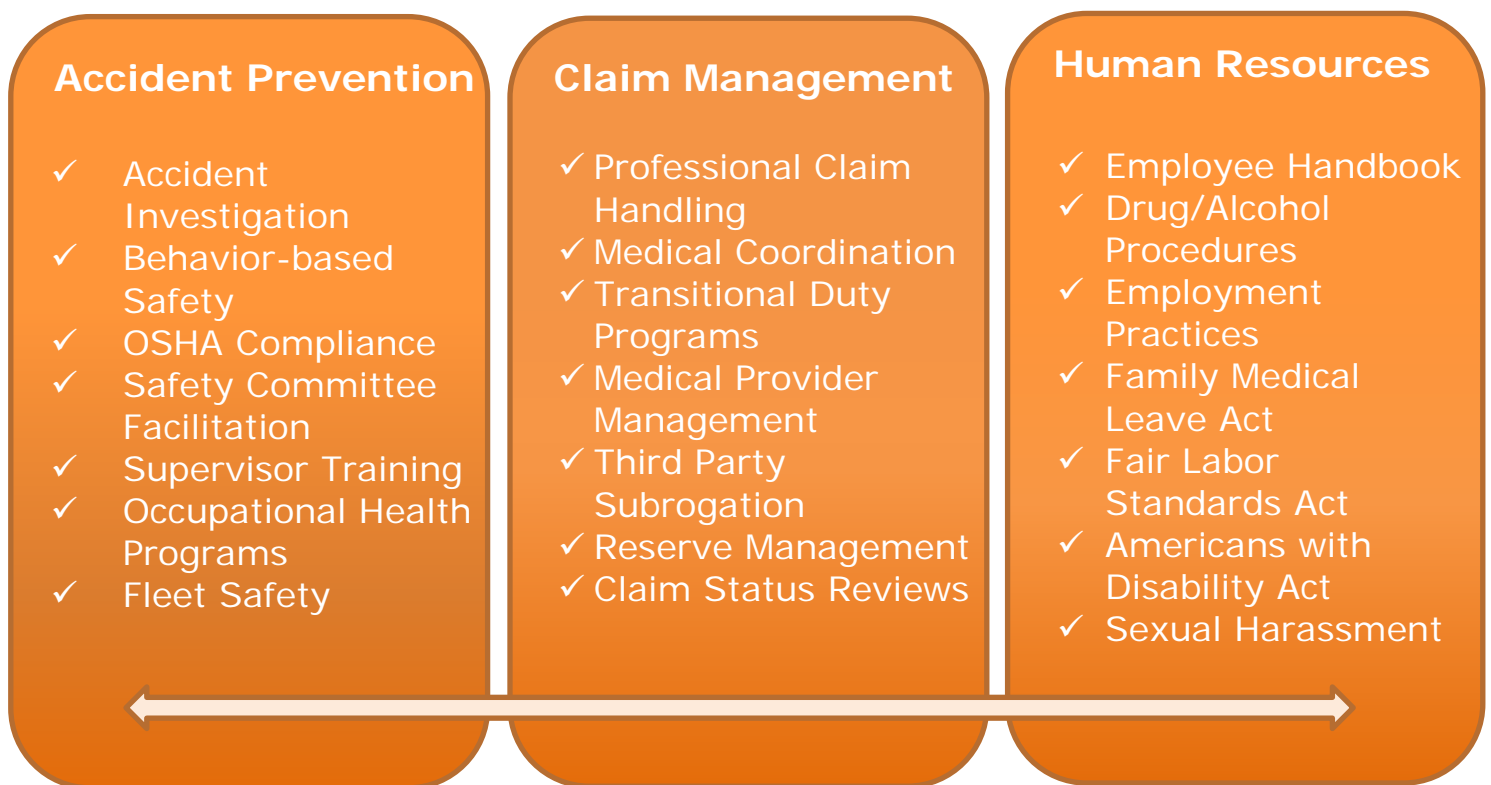 Accident Prevention
✓ Accident
Investigation
✓ Behavior-based
Safety
✓ OSHA Compliance
✓ Safety Committee
Facilitation
✓ Supervisor Training
✓ Occupational Health
Programs
✓ Fleet Safety
Claim Management
✓ Professional Claim
Handling
✓ Medical Coordination
✓ Transitional Duty
Programs
✓ Medical Provider
Management
✓ Third Party
Subrogation
✓ Reserve Management
✓ Claim Status Reviews
Human Resources
✓ Employee Handbook
✓ Drug/Alcohol
Procedures
✓ Employment
Practices
✓ Family Medical
Leave Act
✓ Fair Labor
Standards Act
✓ Americans with
Disability Act
✓ Sexual Harassment